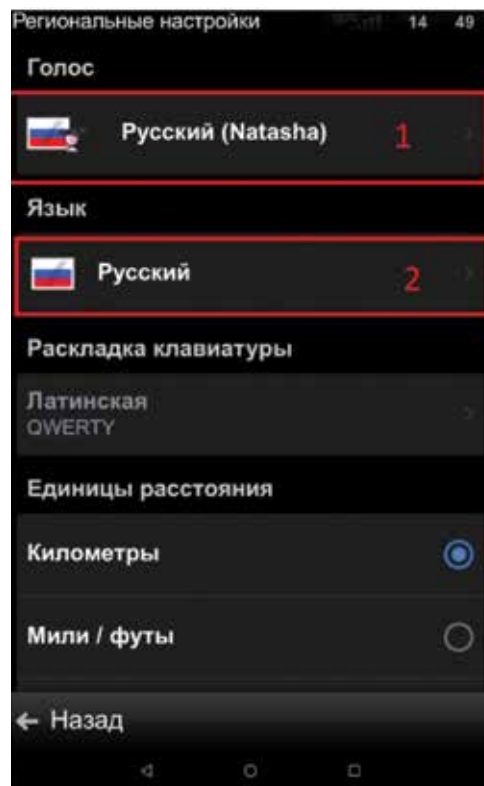 Региональные настройки 14 49
Голос
Русский (Natasha) 1
Язык
Русский 2
Раскладка клавиатуры
Латинская
QWERTY
Единицы расстояния
Километры
Мили / футы
← Назад